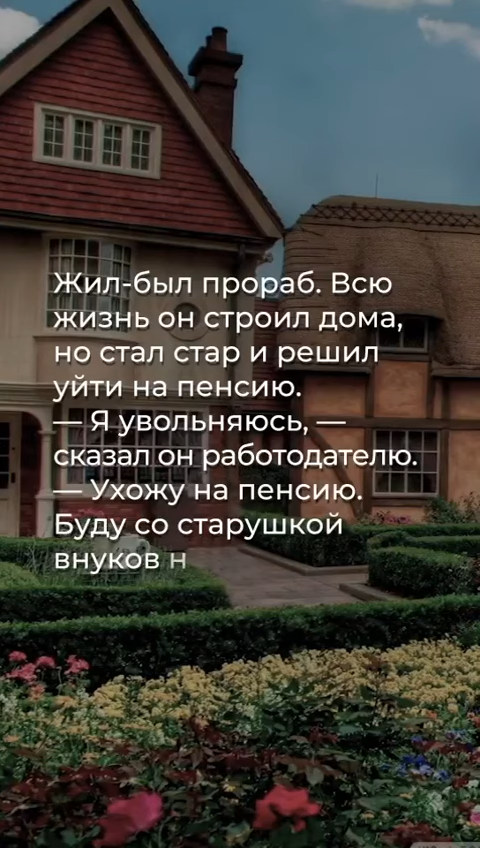 Жил-был прораб. Всю
жизнь он строил дома,
но стал стар и решил
уйти на пенсию.
— Я увольняюсь, —
сказал он работодателю.
— Ухожу на пенсию.
Буду со старушкой
внуков н